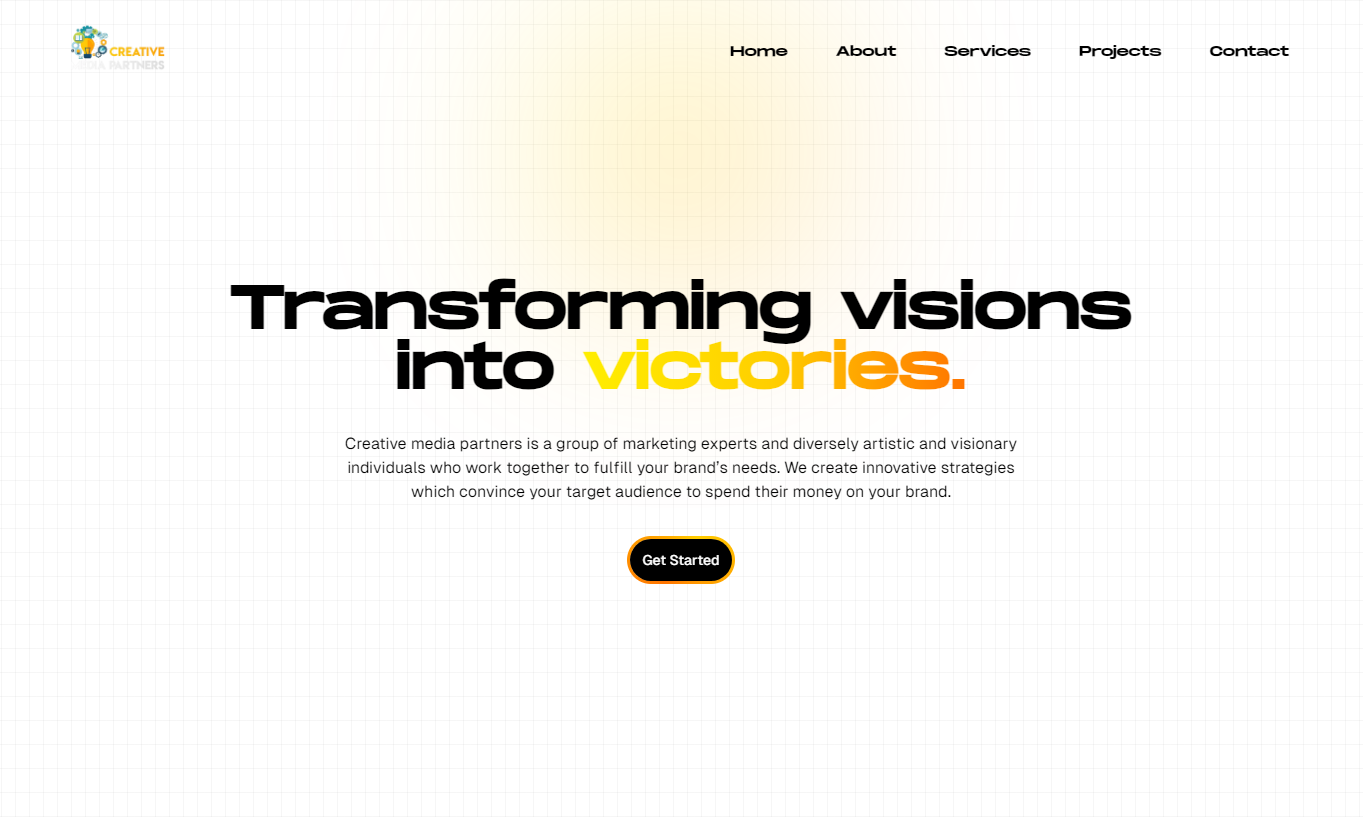 CREATIVE
MEDIA PARTNERS
Home About Services Projects Contact
Transforming visions
into victories.
Creative media partners is a group of marketing experts and diversely artistic and visionary
individuals who work together to fulfill your brand’s needs. We create innovative strategies
which convince your target audience to spend their money on your brand.
Get Started